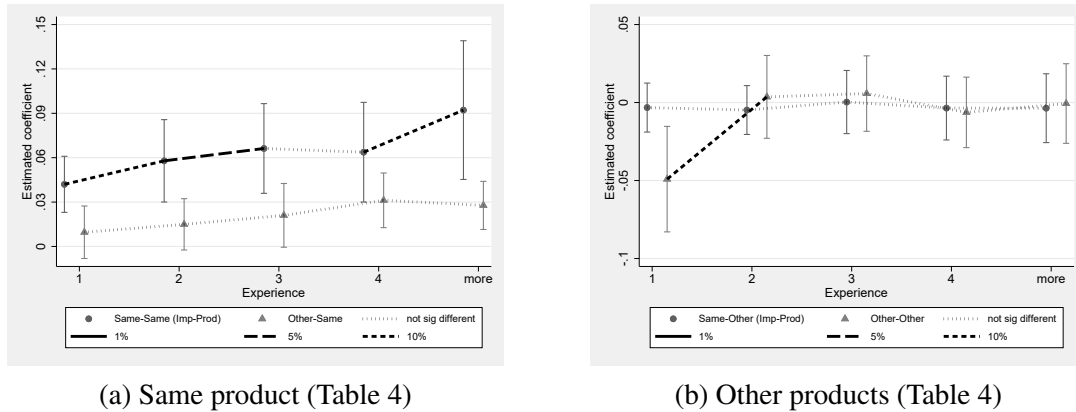 .15
.12
.09
.06
.03
0
Estimated coefficient
1 2 3 4 more
Experience
Same-Same (Imp-Prod) Other-Same not sig different
1% 5% 10%
(a) Same product (Table 4)
.05
0
-.05
-.1
Estimated coefficient
1 2 3 4 more
Experience
Same-Other (Imp-Prod) Other-Other not sig different
1% 5% 10%
(b) Other products (Table 4)